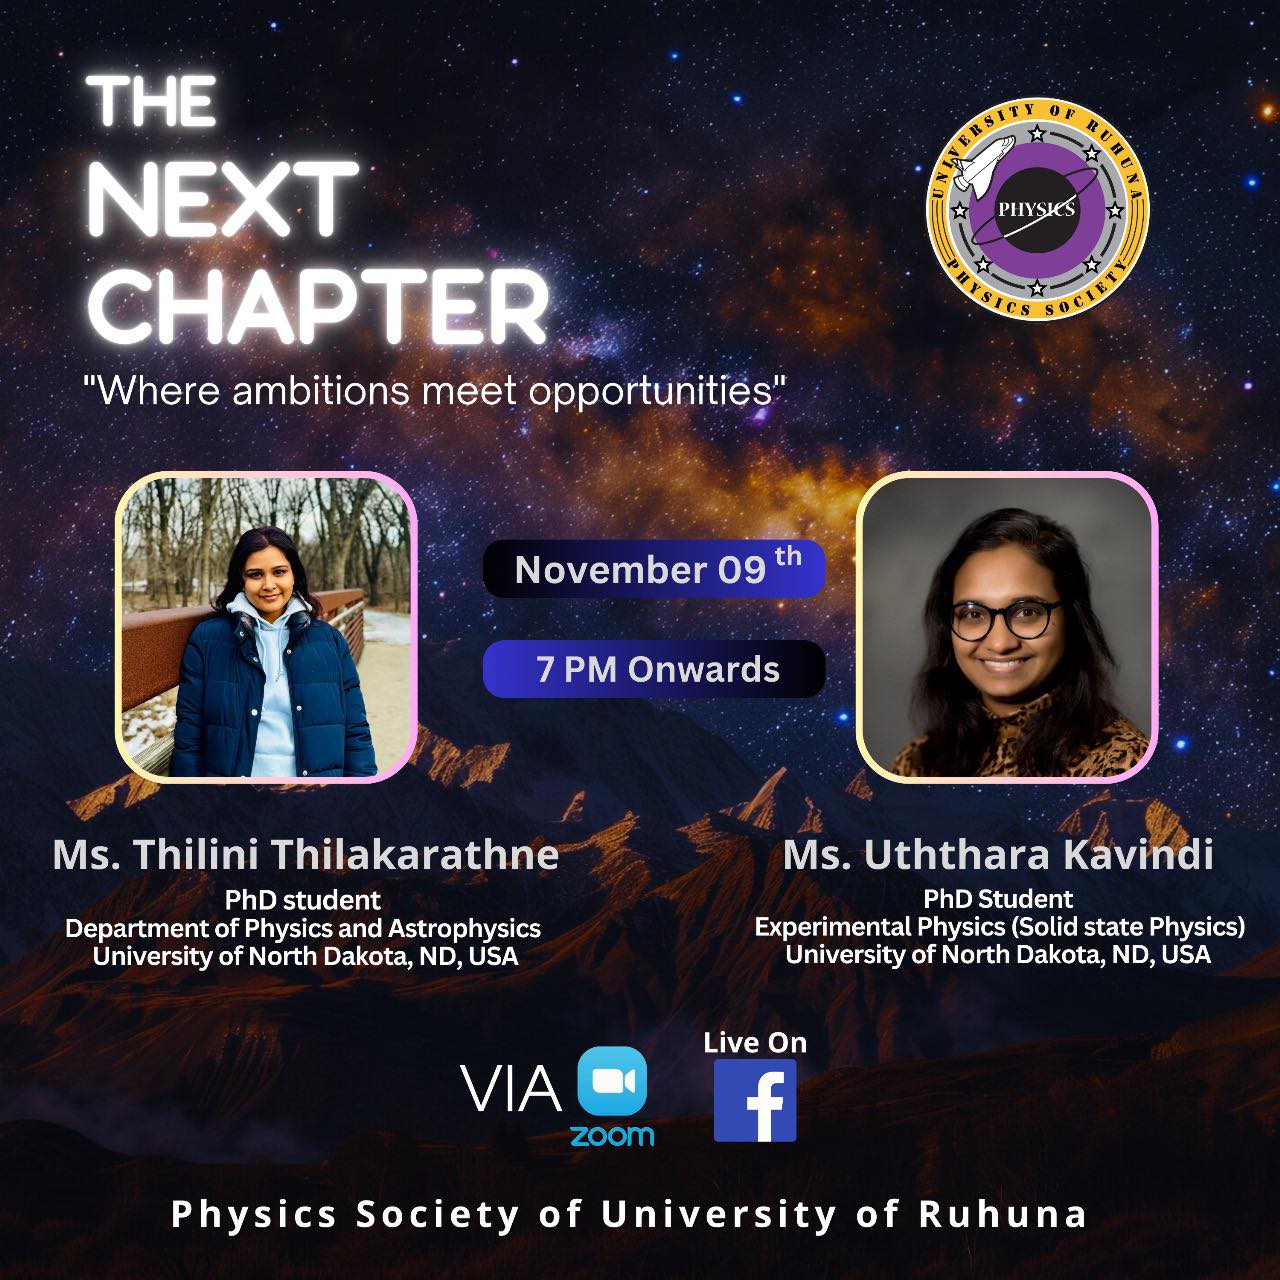 THE
NEXT
CHAPTER
"Where ambitions meet opportunities"
UNIVERSITY OF RUHUNA
PHYSICS
PHYSICS SOCIETY
November 09 th
7 PM Onwards
Ms. Thilini Thilakarathne
PhD student
Department of Physics and Astrophysics
University of North Dakota, ND, USA
Ms. Uththara Kavindi
PhD Student
Experimental Physics (Solid state Physics)
University of North Dakota, ND, USA
VIA
zoom
Live On
f
Physics Society of University of Ruhuna